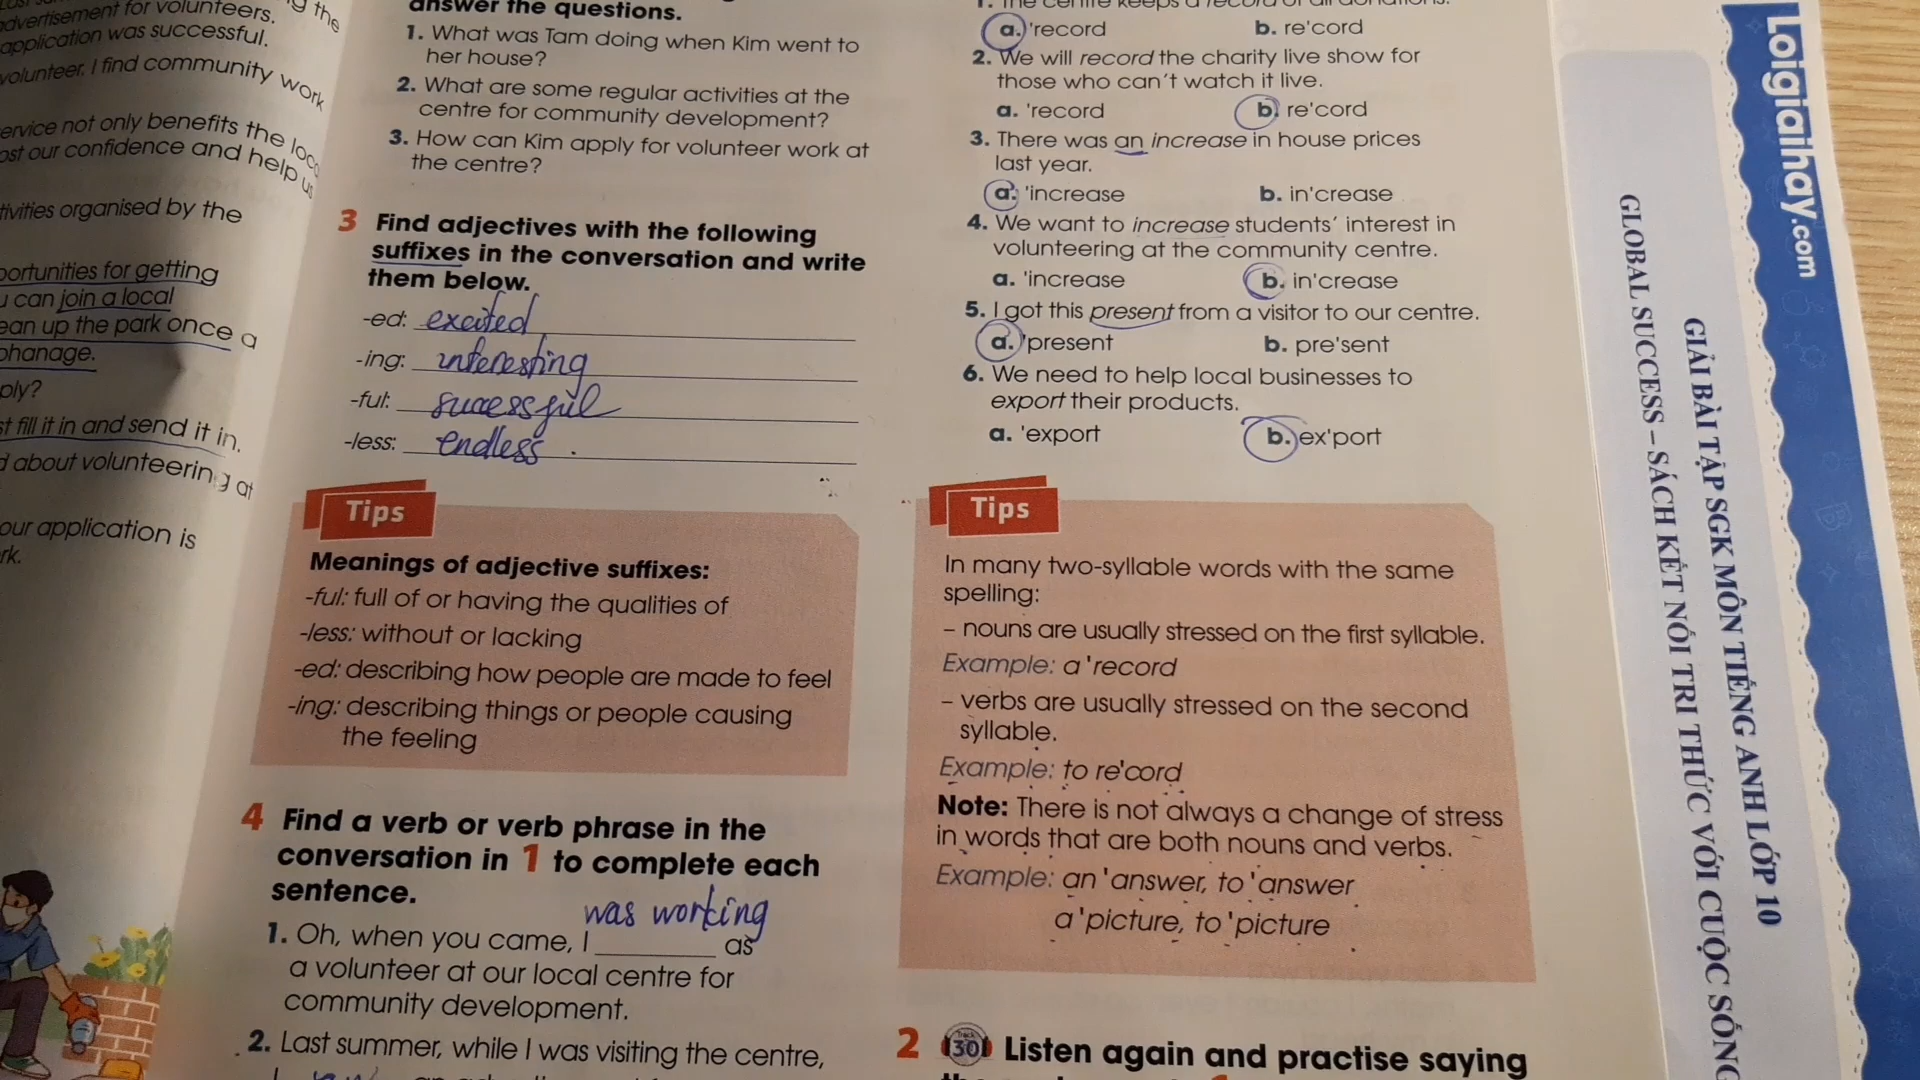 the
advertisement for volunteers.
application was successful.
volunteer. I find community work
service not only benefits the
our confidence and help us
organised by the
for getting
can join a local
up the park once a
ply?
fill it in and send it in.
about volunteering at
our application is
answer the questions.
1. What was Tam doing when Kim went to
her house?
2. What are some regular activities at the
centre for community development?
3. How can Kim apply for volunteer work at
the centre?
3 Find adjectives with the following
suffixes in the conversation and write
them below.
-ed: excited
-ing: interesting
-ful: successful
-less: endless
Tips
Meanings of adjective suffixes:
-ful: full of or having the qualities of
-less: without or lacking
-ed: describing how people are made to feel
-ing: describing things or people causing
the feeling
4 Find a verb or verb phrase in the
conversation in 1 to complete each
sentence.
was working
1. Oh, when you came, I ________ as
a volunteer at our local centre for
community development.
2. Last summer, while I was visiting the centre,
a. 'record b. re'cord
2. We will record the charity live show for
those who can't watch it live.
a. 'record b. re'cord
3. There was an increase in house prices
last year.
a. 'increase b. in'crease
4. We want to increase students' interest in
volunteering at the community centre.
a. 'increase b. in'crease
5. I got this present from a visitor to our centre.
a. 'present b. pre'sent
6. We need to help local businesses to
export their products.
a. 'export b. ex'port
Tips
In many two-syllable words with the same
spelling:
– nouns are usually stressed on the first syllable.
Example: a 'record
– verbs are usually stressed on the second
syllable.
Example: to re'cord
Note: There is not always a change of stress
in words that are both nouns and verbs.
Example: an 'answer, to 'answer
a 'picture, to 'picture
2 Track 30 Listen again and practise saying
Loigiaihay.com
GIẢI BÀI TẬP SGK MÔN TIẾNG ANH LỚP 10
GLOBAL SUCCESS – SÁCH KẾT NỐI TRI THỨC VỚI CUỘC SỐNG